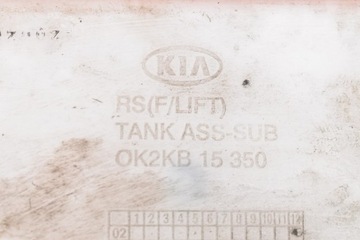 KIA
RS(F/LIFT)
TANK ASS-SUB
OK2KB 15 350
1 2 3 4 5 6 7 8 9 10 11 12
02